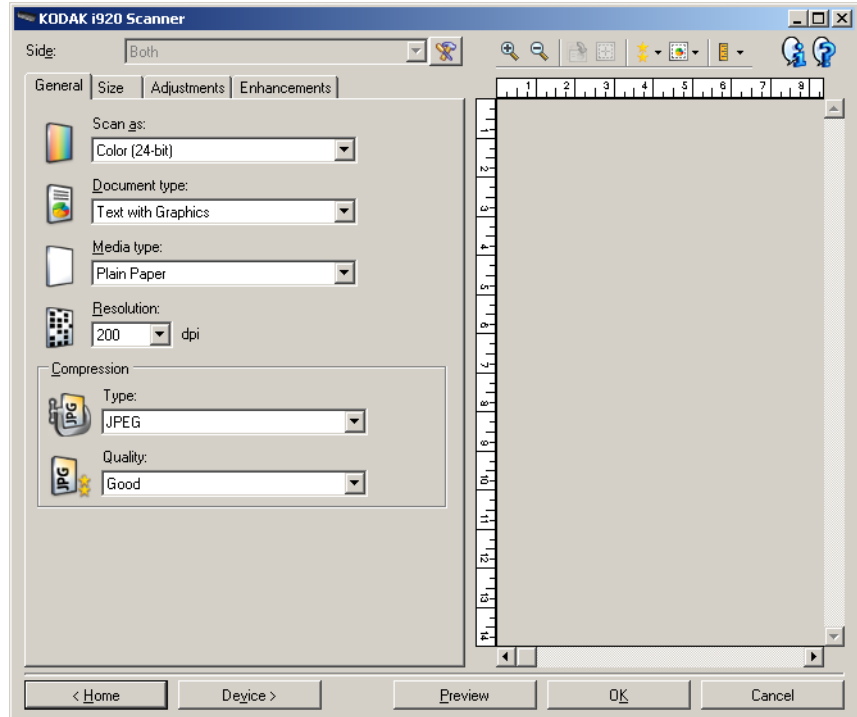 KODAK i920 Scanner
Side:
Both
General Size Adjustments Enhancements
Scan as:
Color (24-bit)
Document type:
Text with Graphics
Media type:
Plain Paper
Resolution:
200 dpi
Compression
Type:
JPG
JPEG
Quality:
JPG
Good
1 2 3 4 5 6 7 8
1
2
3
4
5
6
7
8
9
10
11
12
13
14
< Home Device > Preview OK Cancel